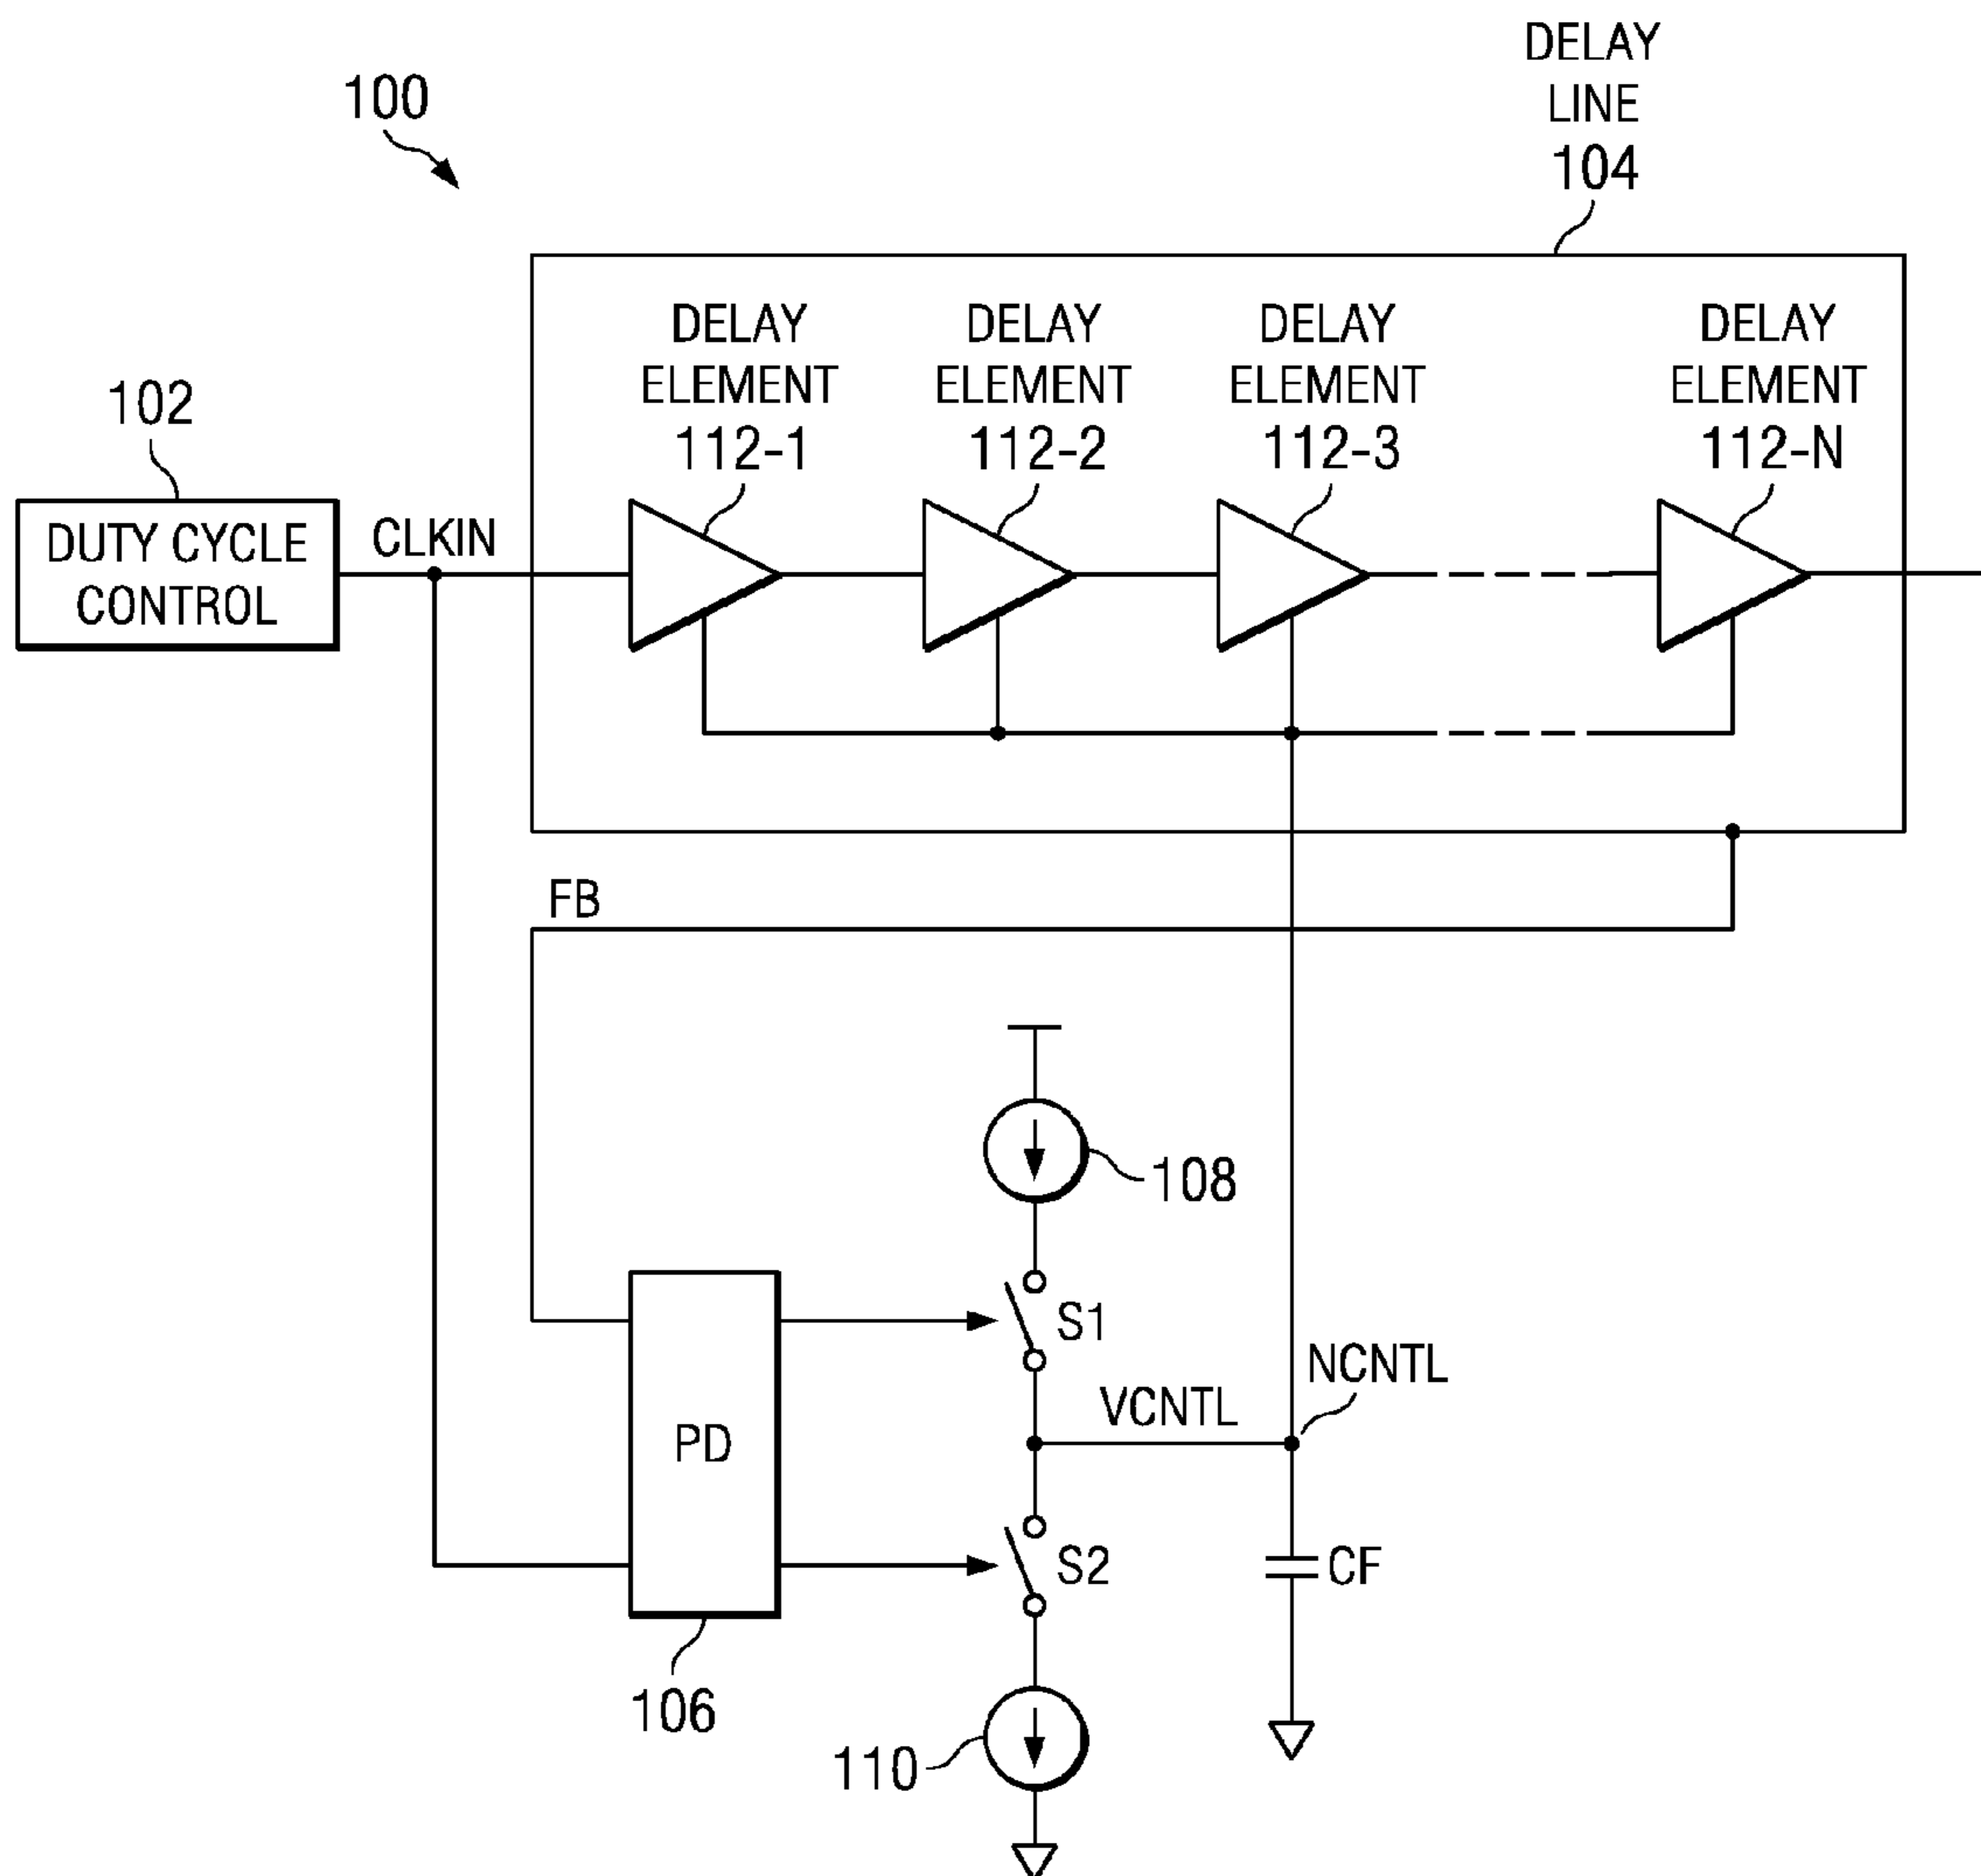 DELAY
LINE
104
100
DELAY
ELEMENT
112-1
DELAY
ELEMENT
112-2
DELAY
ELEMENT
112-3
DELAY
ELEMENT
112-N
102
DUTY CYCLE
CONTROL
CLKIN
FB
108
S1
NCNTL
VCNTL
PD
S2
CF
106
110